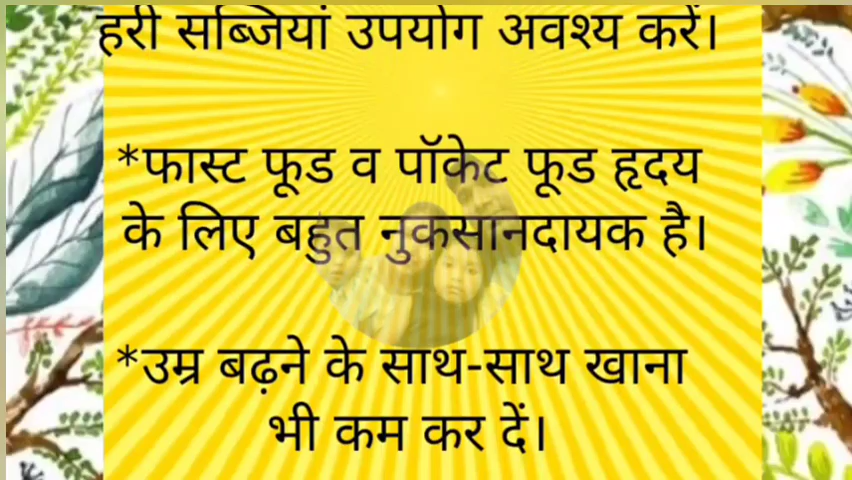 हरी सब्जियां उपयोग अवश्य करें।
*फास्ट फूड व पॉकेट फूड हृदय
के लिए बहुत नुकसानदायक है।
*उम्र बढ़ने के साथ-साथ खाना
भी कम कर दें।